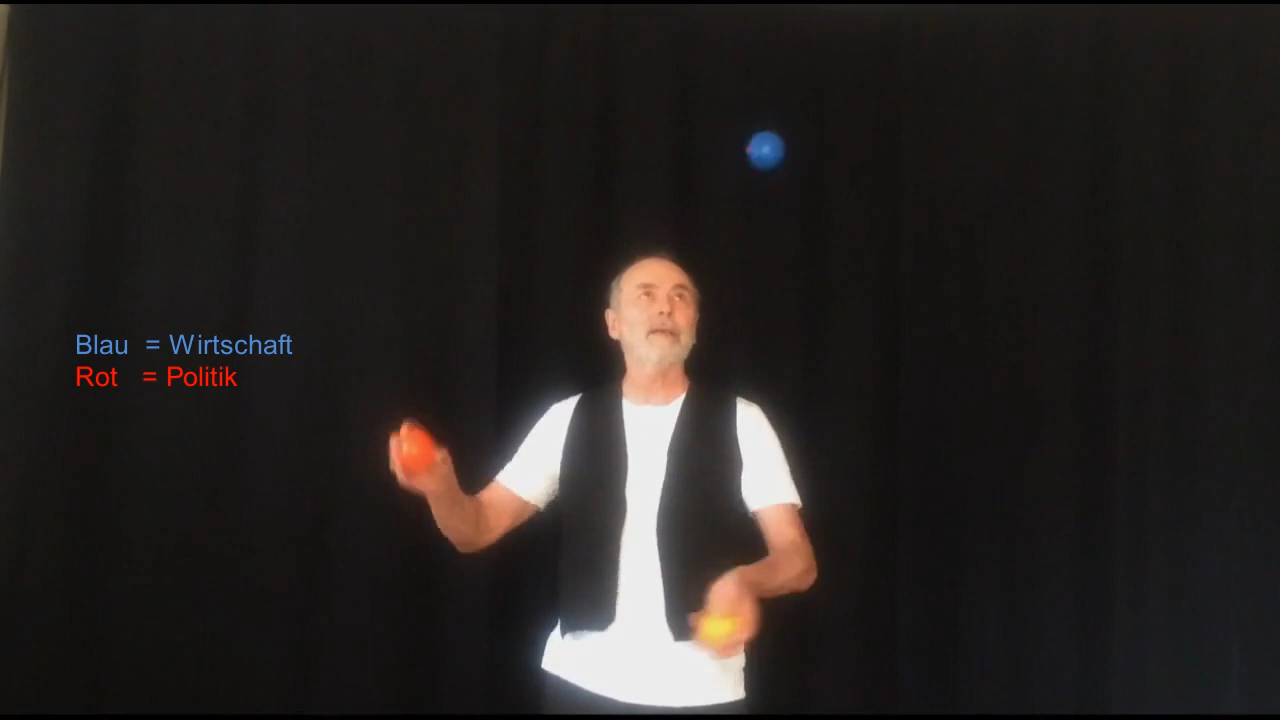 Blau = Wirtschaft
Rot = Politik